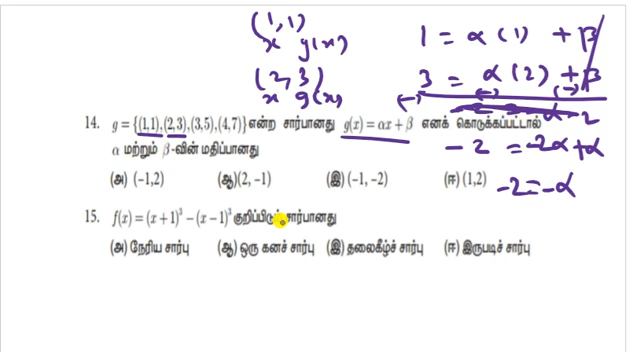 (1,1)
x g(x)
1 = α(1) + β
(2,3)
x g(x)
3 = α(2) + β
(-) (-) (-)
14. g = {(1,1),(2,3),(3,5),(4,7)} என்ற சார்பானது g(x) = αx + β எனக் கொடுக்கப்பட்டால்
α மற்றும் β-வின் மதிப்பானது
-2 = -2α + α
(அ) (−1,2) (ஆ)(2, −1) (இ) (−1, −2) (ஈ) (1,2)
-2 = -α
15. f(x) = (x + 1)³ − (x − 1)³ குறிப்பிடும் சார்பானது
(அ) நேரிய சார்பு (ஆ) ஒரு கனச் சார்பு (இ) தலைகீழ்ச் சார்பு (ஈ) இருபடிச் சார்பு